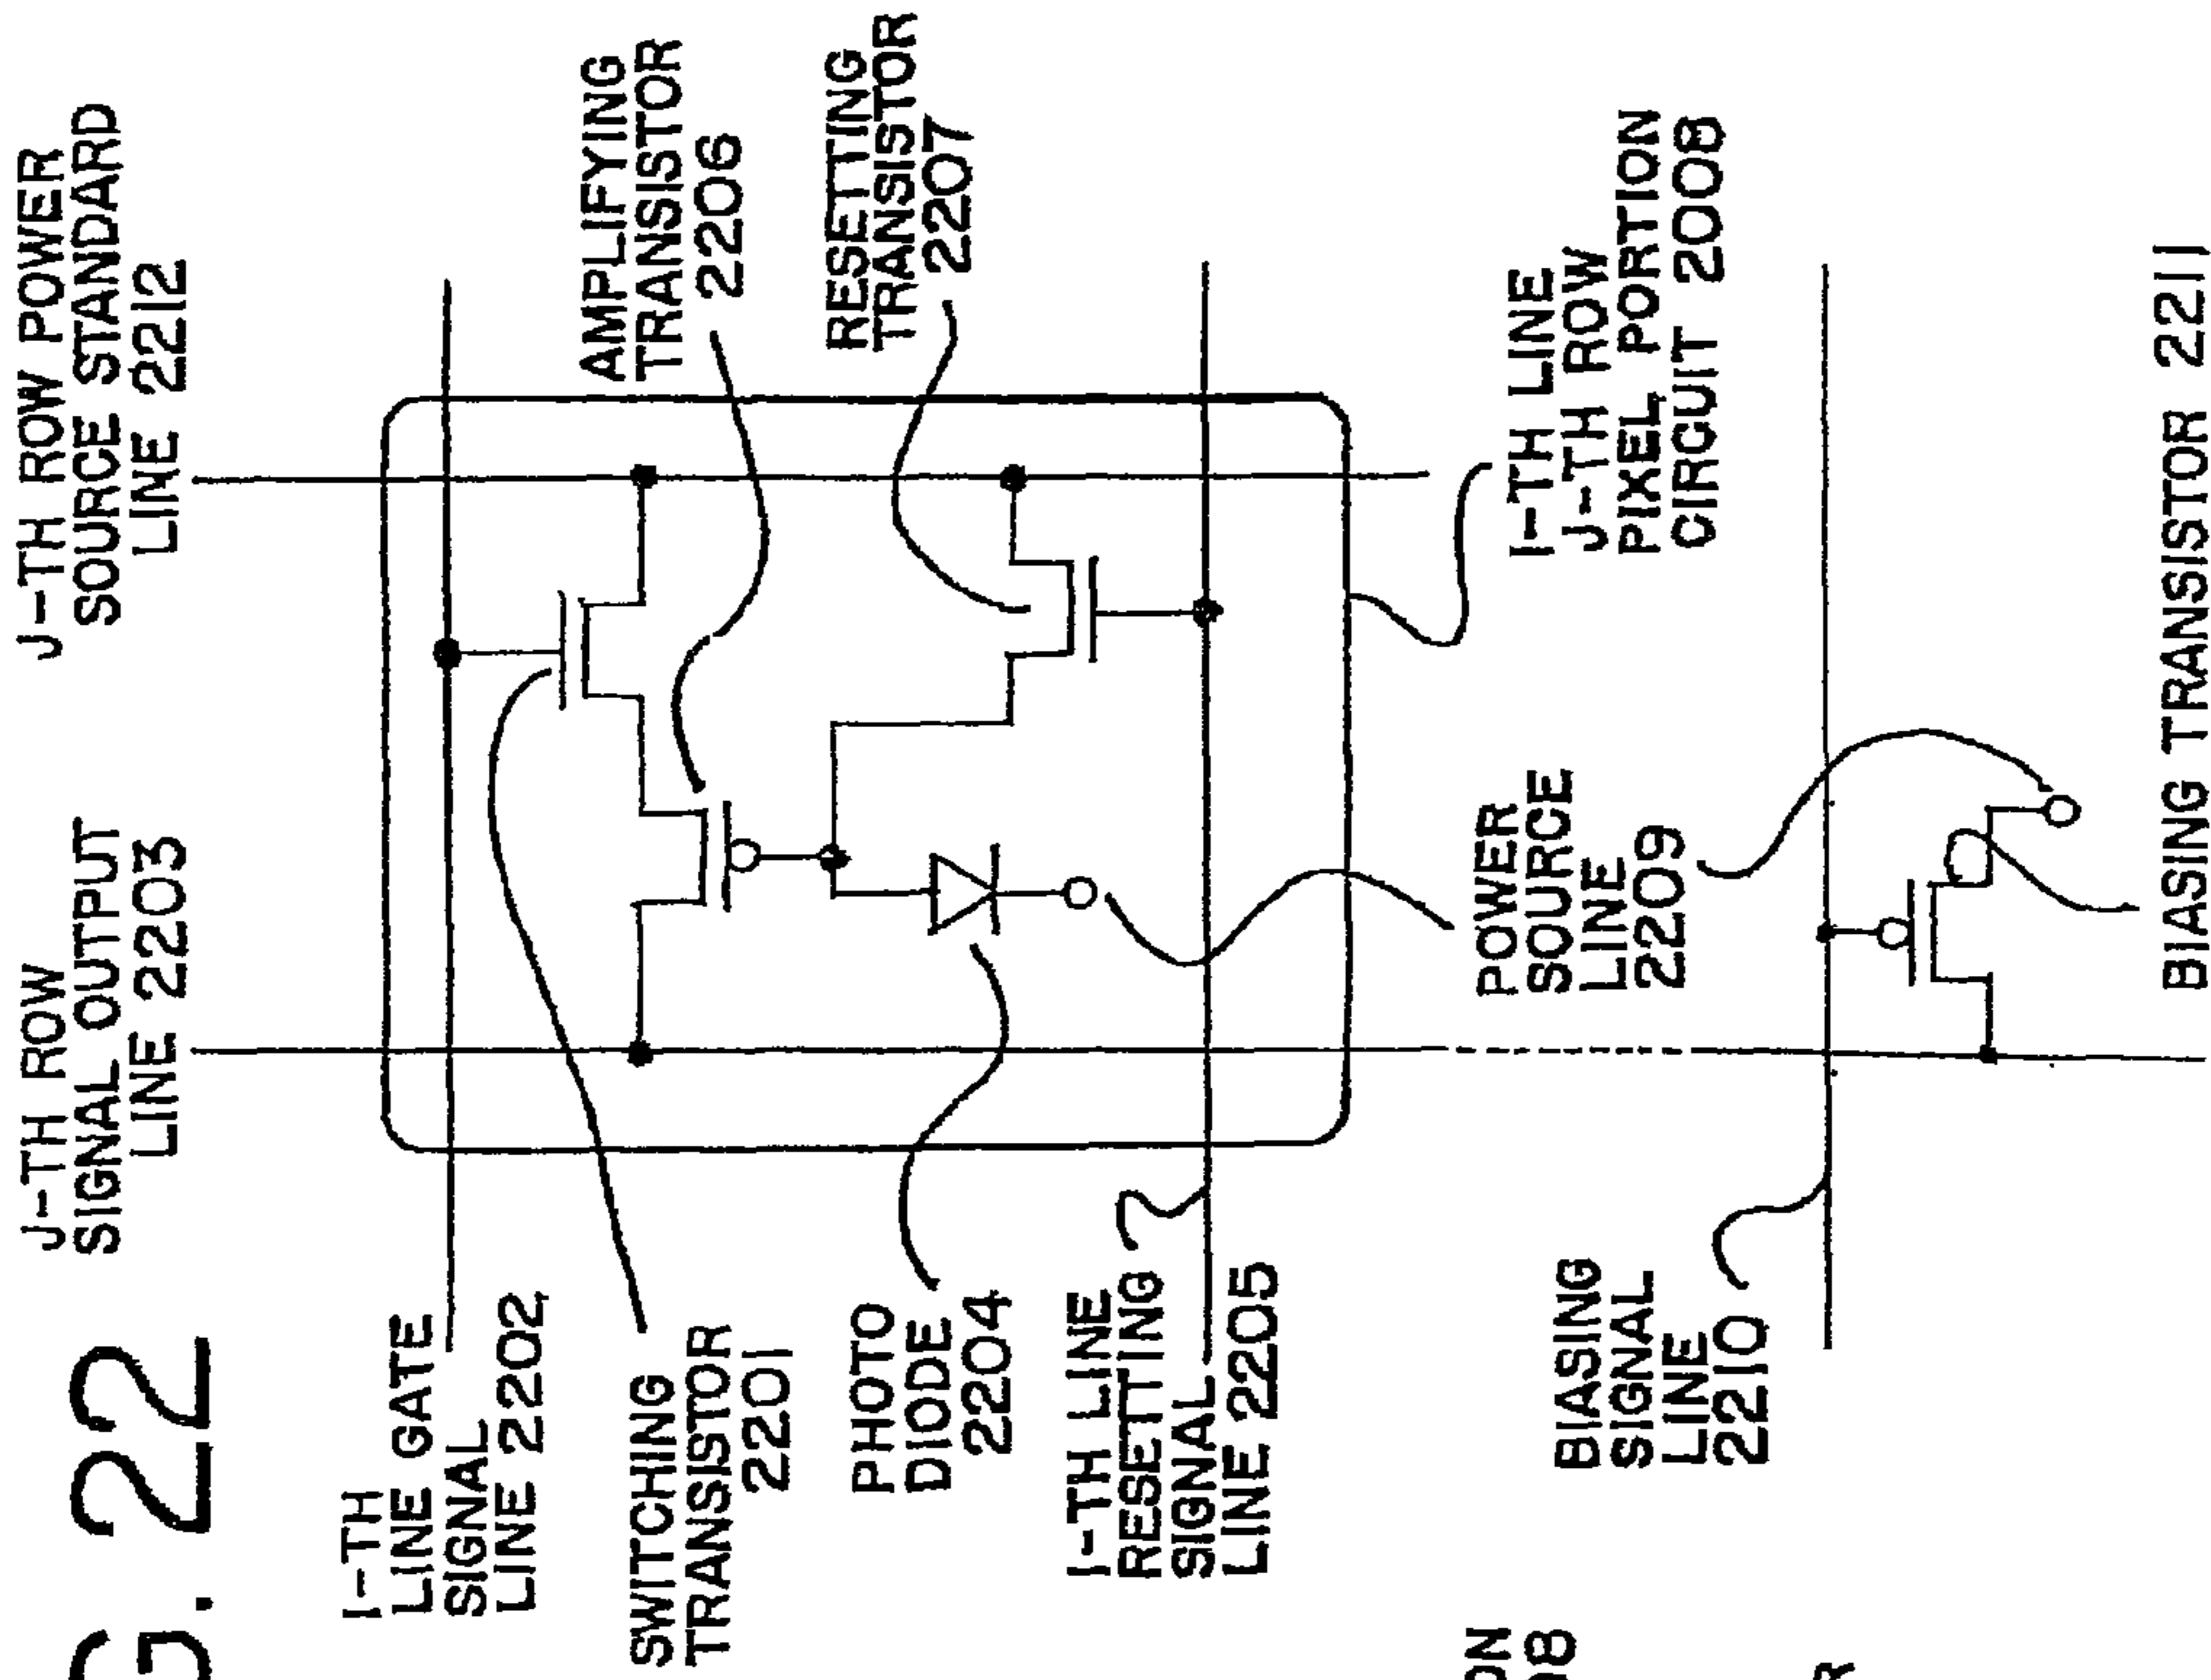 G. 22
J-TH ROW
SIGNAL OUTPUT
LINE 2203
J-TH ROW POWER
SOURCE STANDARD
LINE 2212
I-TH
LINE GATE
SIGNAL
LINE 2202
SWITCHING
TRANSISTOR
2201
AMPLIFYING
TRANSISTOR
2206
PHOTO
DIODE
2204
RESETTING
TRANSISTOR
2207
I-TH LINE
RESETTING
SIGNAL
LINE 2205
POWER
SOURCE
LINE
2209
I-TH LINE
J-TH ROW
PIXEL PORTION
CIRCUIT 2008
BIASING
SIGNAL
LINE
2210
BIASING TRANSISTOR 2211
ON
08
R